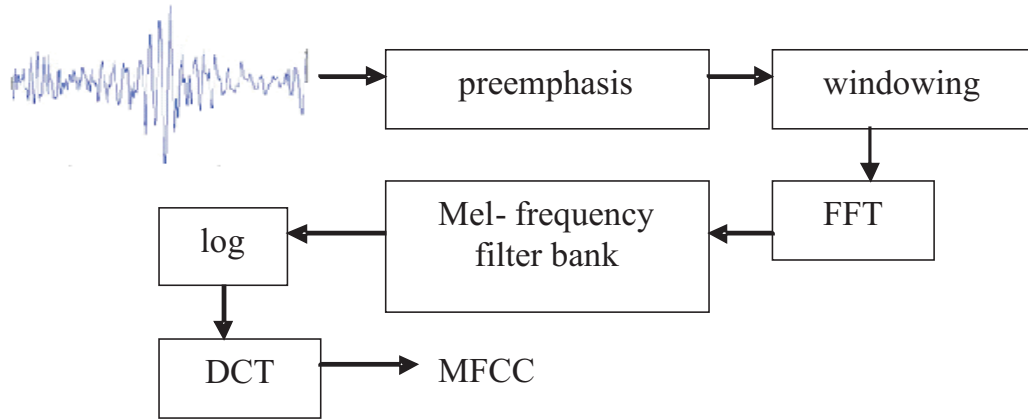 preemphasis
windowing
FFT
Mel- frequency
filter bank
log
DCT
MFCC